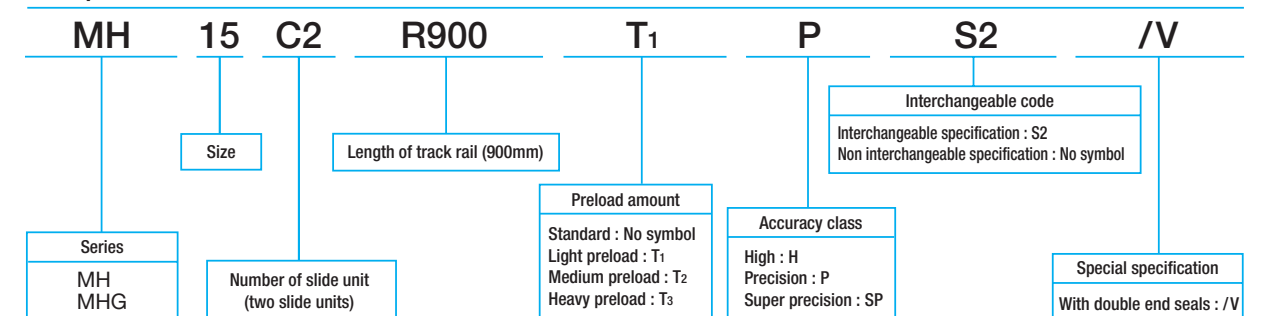 MH 15 C2 R900 T1 P S2 /V
Interchangeable code
Interchangeable specification : S2
Non interchangeable specification : No symbol
Size
Length of track rail (900mm)
Preload amount
Standard : No symbol
Light preload : T1
Medium preload : T2
Heavy preload : T3
Accuracy class
High : H
Precision : P
Super precision : SP
Series
MH
MHG
Number of slide unit
(two slide units)
Special specification
With double end seals : /V